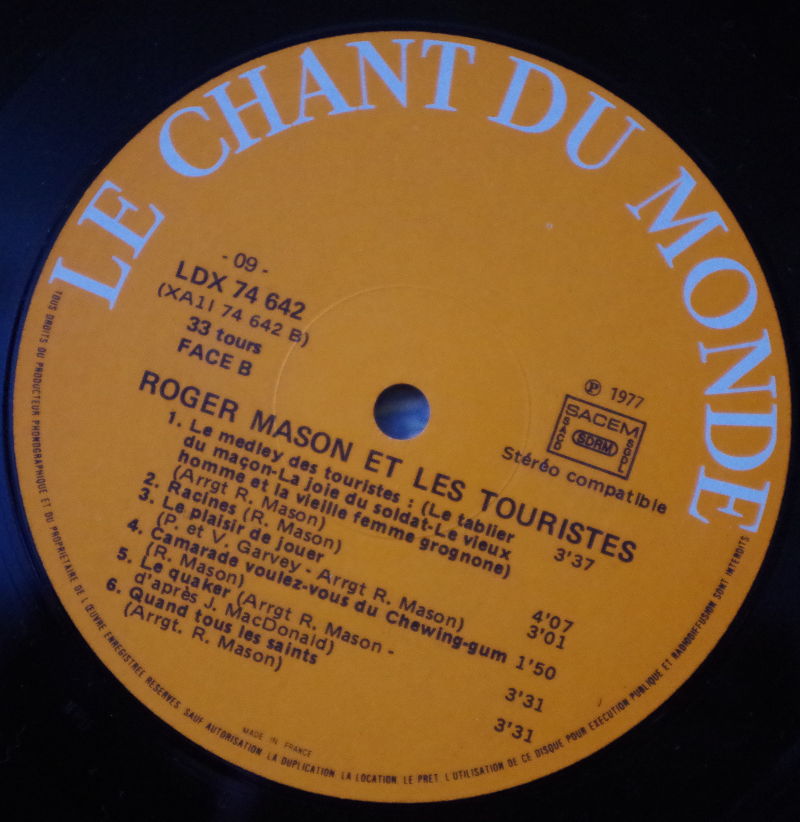 LE CHANT DU MONDE
- 09 -
LDX 74 642
(XA1I 74 642 B)
33 tours
FACE B
℗ 1977
SACEM
SACD
SDRM
SGDL
Stéréo compatible
ROGER MASON ET LES TOURISTES
1. Le medley des touristes : (Le tablier
du maçon-La joie du soldat-Le vieux
homme et la vieille femme grognone)
(Arrgt R. Mason) 3'37
2. Racines (R. Mason) 4'07
3. Le plaisir de jouer
(P. et V. Garvey - Arrgt R. Mason) 3'01
4. Camarade voulez-vous du Chewing-gum
(R. Mason) 1'50
5. Le quaker (Arrgt R. Mason -
d'après J. MacDonald) 3'31
6. Quand tous les saints
(Arrgt. R. Mason) 3'31
MADE IN FRANCE
TOUS DROITS DU PRODUCTEUR PHONOGRAPHIQUE ET DU PROPRIETAIRE DE L'ŒUVRE ENREGISTREE RESERVES. SAUF AUTORISATION, LA DUPLICATION, LA LOCATION, LE PRET, L'UTILISATION DE CE DISQUE POUR EXECUTION PUBLIQUE ET RADIODIFFUSION SONT INTERDITS